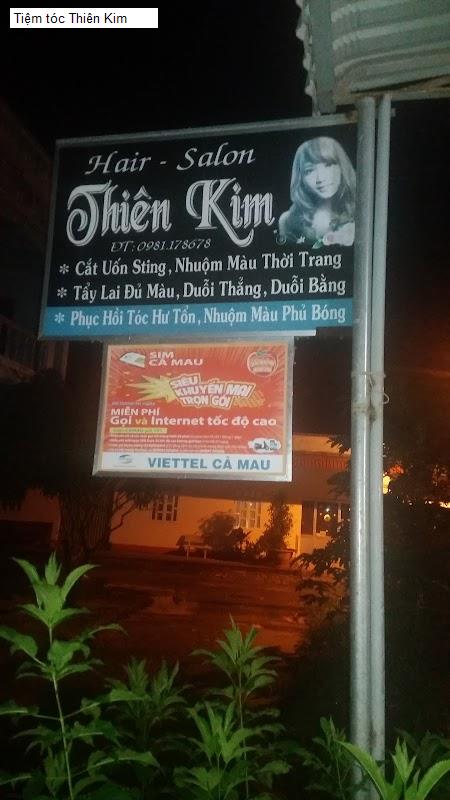 Tiệm tóc Thiên Kim
Hair - Salon
Thiên Kim
ĐT: 0981.178678
* Cắt Uốn Sting, Nhuộm Màu Thời Trang
* Tẩy Lai Đủ Màu, Duỗi Thẳng, Duỗi Bằng
* Phục Hồi Tóc Hư Tổn, Nhuộm Màu Phủ Bóng
SIM
CÀ MAU
SIÊU
KHUYẾN MẠI
TRỌN GÓI
MIỄN PHÍ
Gọi và Internet tốc độ cao
VIETTEL CÀ MAU